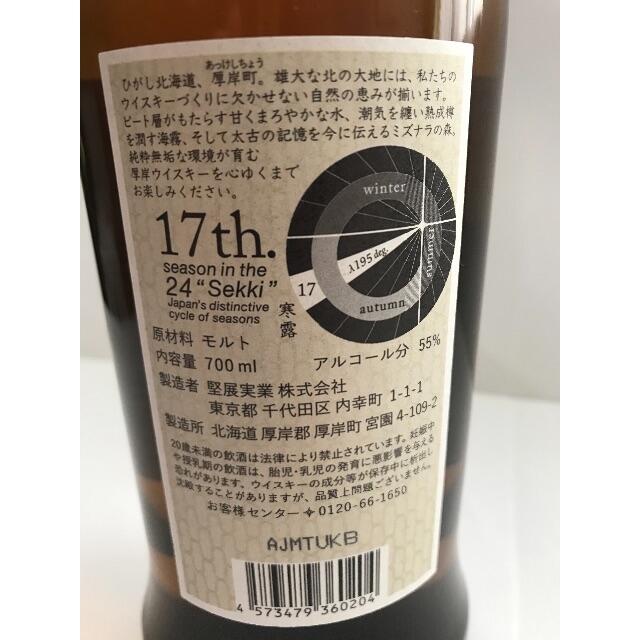 あっけしちょう
ひがし北海道、厚岸町。雄大な北の大地には、私たちの
ウイスキーづくりに欠かせない自然の恵みが揃います。
ピート層がもたらす甘くまろやかな水、潮気を纏い熟成樽
を潤す海霧、そして太古の記憶を今に伝えるミズナラの森。
純粋無垢な環境が育む
厚岸ウイスキーを心ゆくまで
お楽しみください。
17th.
season in the
24 “Sekki”
Japan's distinctive
cycle of seasons
寒露
winter
summer
autumn
λ195 deg.
17
原材料 モルト
内容量 700 ml
アルコール分 55%
製造者 堅展実業 株式会社
東京都 千代田区 内幸町 1-1-1
製造所 北海道 厚岸郡 厚岸町 宮園 4-109-2
20歳未満の飲酒は法律により禁止されています。妊娠中
や授乳期の飲酒は、胎児・乳児の発育に悪影響を与える
恐れがあります。ウイスキーの成分等が保存中に析出し
沈殿することがありますが、品質上問題ございません。
お客様センター 0120-66-1650
AJMTUKB
4 573479 360204